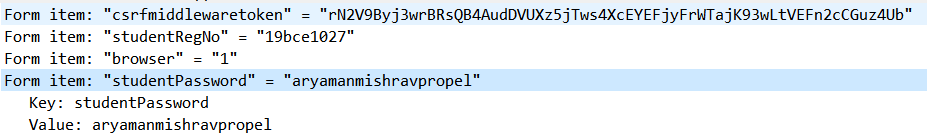 Form item: "csrfmiddlewaretoken" = "rN2V9Byj3wrBRsQB4AudDVUXz5jTws4XcEYEFjyFrWTajK93wLtVEFn2cCGuz4Ub"
Form item: "studentRegNo" = "19bce1027"
Form item: "browser" = "1"
Form item: "studentPassword" = "aryamanmishravpropel"
Key: studentPassword
Value: aryamanmishravpropel